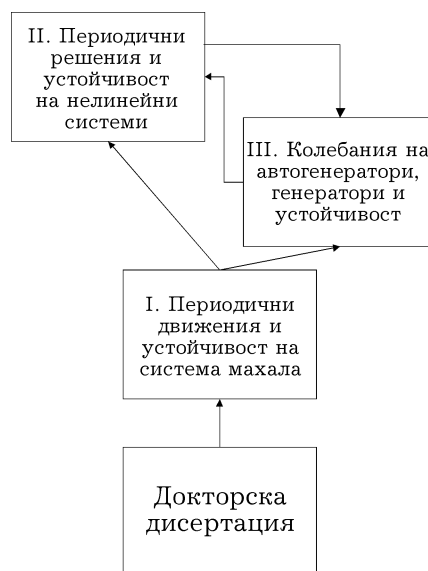 II. Периодични
решения и
устойчивост
на нелинейни
системи
III. Колебания на
автогенератори,
генератори и
устойчивост
I. Периодични
движения и
устойчивост на
система махала
Докторска
дисертация